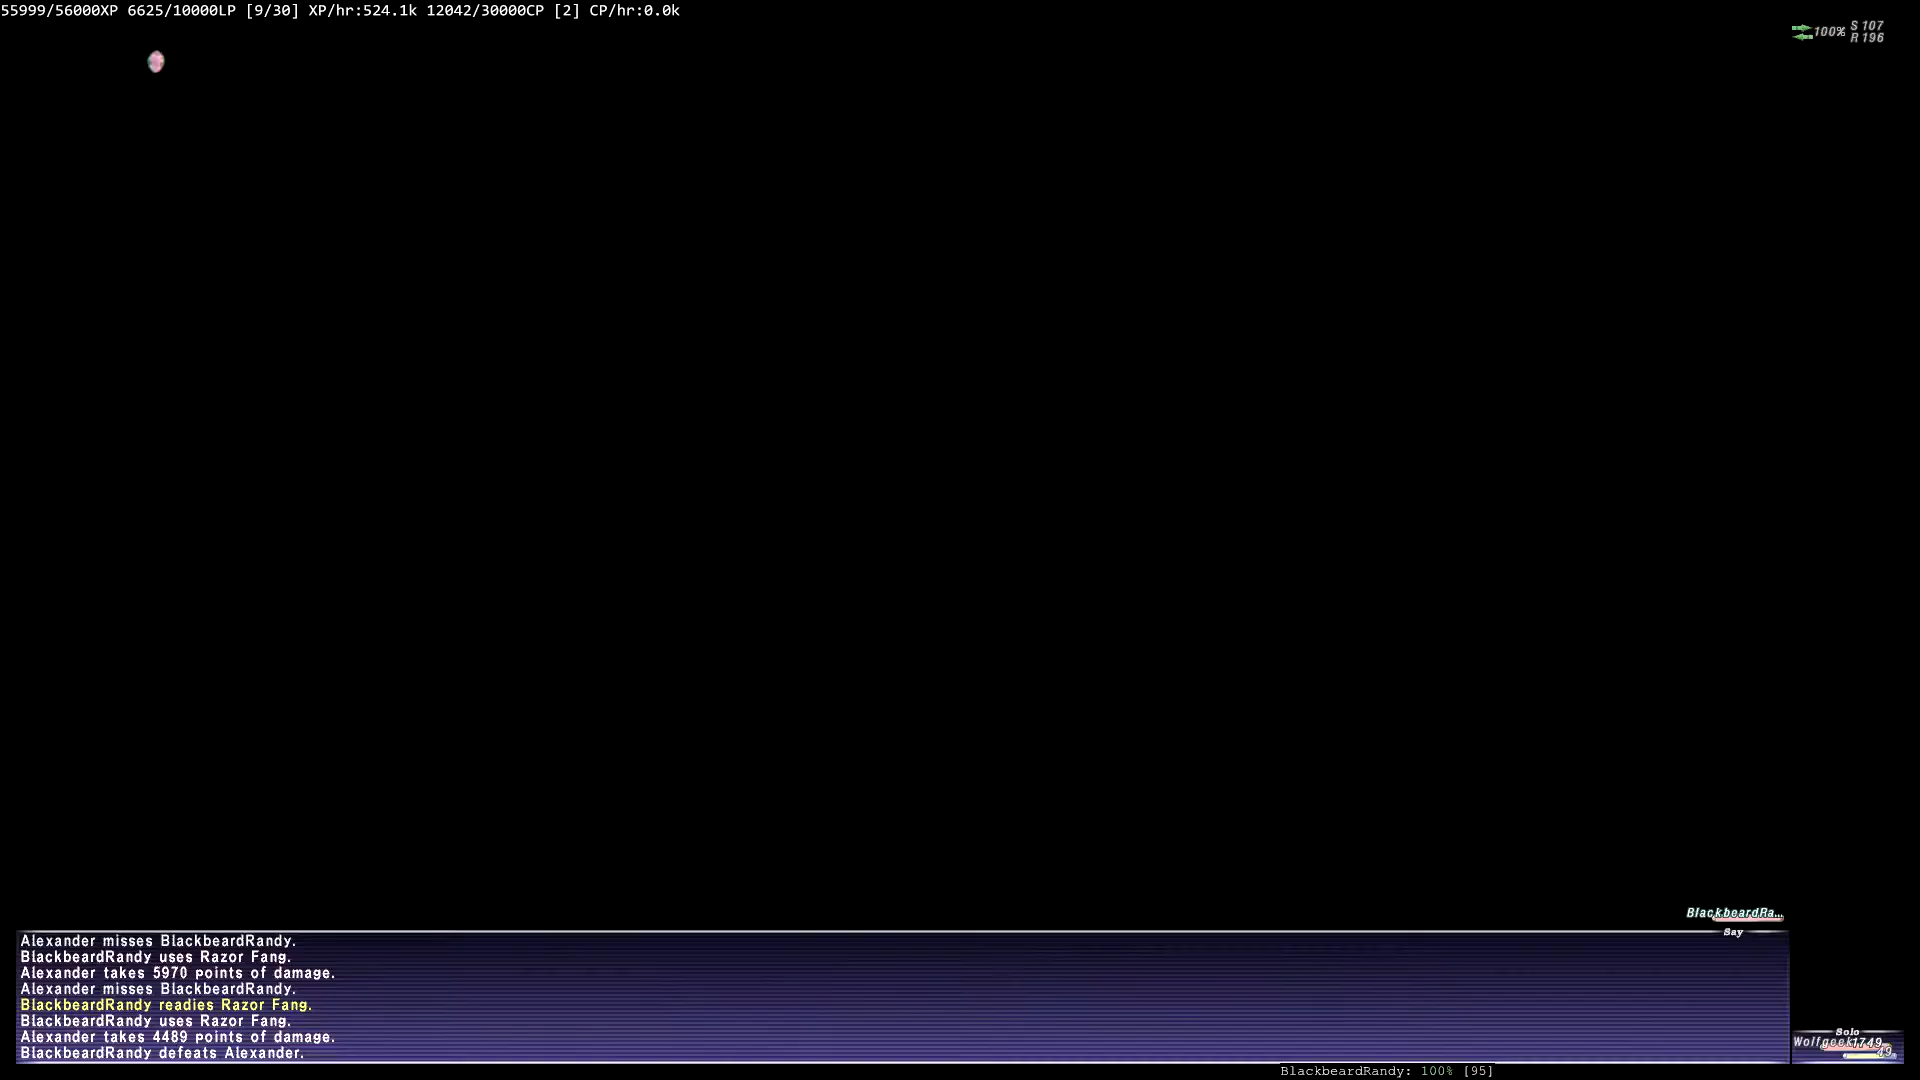 55999/56000XP 6625/10000LP [9/30] XP/hr:524.1k 12042/30000CP [2] CP/hr:0.0k
100% S 107
R 196
BlackbeardRa...
Say
Alexander misses BlackbeardRandy.
BlackbeardRandy uses Razor Fang.
Alexander takes 5970 points of damage.
Alexander misses BlackbeardRandy.
BlackbeardRandy readies Razor Fang.
BlackbeardRandy uses Razor Fang.
Alexander takes 4489 points of damage.
BlackbeardRandy defeats Alexander.
Solo
Wolfgeek1749
49
BlackbeardRandy: 100% [95]